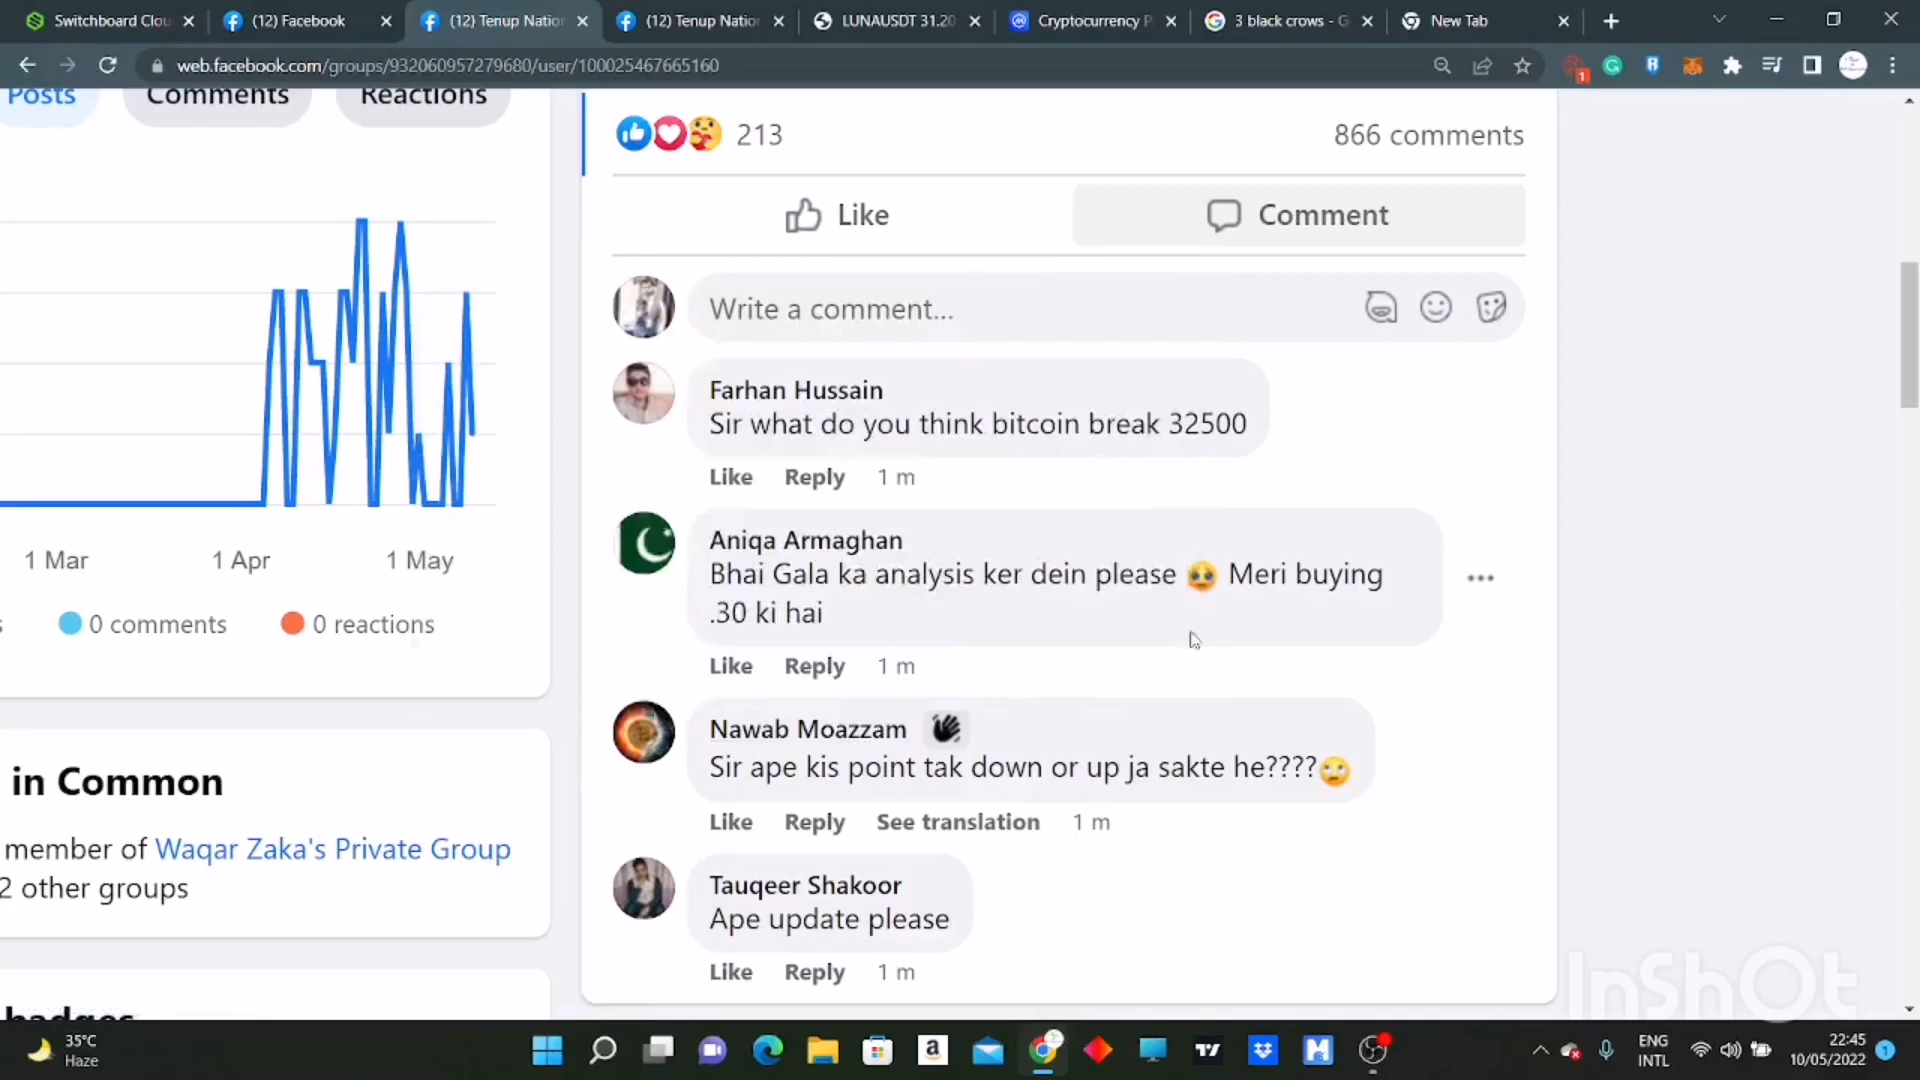 Switchboard Clou
(12) Facebook
(12) Tenup Nation
(12) Tenup Nation
LUNAUSDT 31.20
Cryptocurrency P
3 black crows - G
New Tab
web.facebook.com/groups/932060957279680/user/100025467665160
1
Posts
Comments
Reactions
213
866 comments
Like
Comment
Write a comment...
Farhan Hussain
Sir what do you think bitcoin break 32500
Like Reply 1 m
Aniqa Armaghan
Bhai Gala ka analysis ker dein please 🥺 Meri buying
.30 ki hai
Like Reply 1 m
Nawab Moazzam
Sir ape kis point tak down or up ja sakte he????🙄
Like Reply See translation 1 m
Tauqeer Shakoor
Ape update please
Like Reply 1 m
1 Mar
1 Apr
1 May
s
0 comments
0 reactions
in Common
member of Waqar Zaka's Private Group
2 other groups
badges
InShOt
35°C
Haze
ENG
INTL
22:45
10/05/2022
1